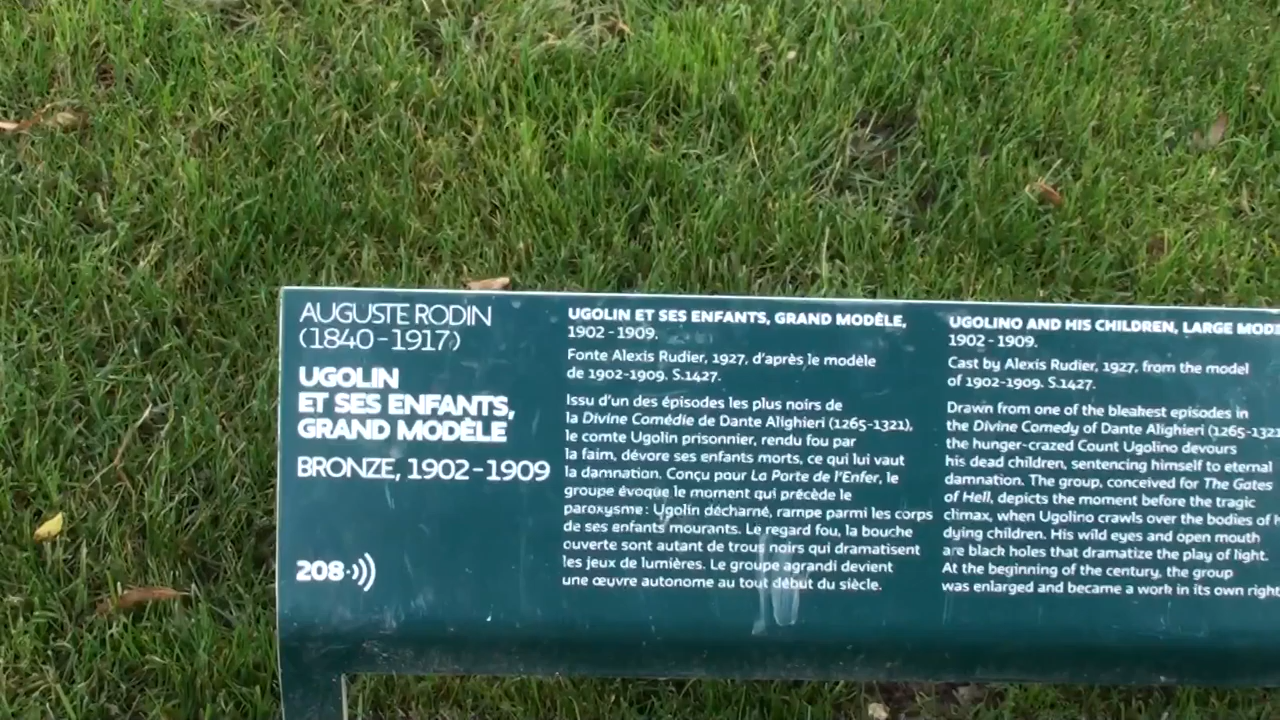 AUGUSTE RODIN
(1840-1917)
UGOLIN
ET SES ENFANTS,
GRAND MODÈLE
BRONZE, 1902-1909
208
UGOLIN ET SES ENFANTS, GRAND MODÈLE,
1902-1909.
Fonte Alexis Rudier, 1927, d'après le modèle
de 1902-1909. S.1427.
Issu d'un des épisodes les plus noirs de
la Divine Comédie de Dante Alighieri (1265-1321),
le comte Ugolin prisonnier, rendu fou par
la faim, dévore ses enfants morts, ce qui lui vaut
la damnation. Conçu pour La Porte de l'Enfer, le
groupe évoque le moment qui précède le
paroxysme : Ugolin décharné, rampe parmi les corps
de ses enfants mourants. Le regard fou, la bouche
ouverte sont autant de trous noirs qui dramatisent
les jeux de lumières. Le groupe agrandi devient
une œuvre autonome au tout début du siècle.
UGOLINO AND HIS CHILDREN, LARGE
1902-1909.
Cast by Alexis Rudier, 1927, from the model
of 1902-1909. S.1427.
Drawn from one of the bleakest episodes in
the Divine Comedy of Dante Alighieri (1265-1321
the hunger-crazed Count Ugolino devours
his dead children, sentencing himself to eternal
damnation. The group, conceived for The Gates
of Hell, depicts the moment before the tragic
climax, when Ugolino crawls over the bodies of
dying children. His wild eyes and open mouth
are black holes that dramatize the play of light.
At the beginning of the century, the group
was enlarged and became a work in its own right